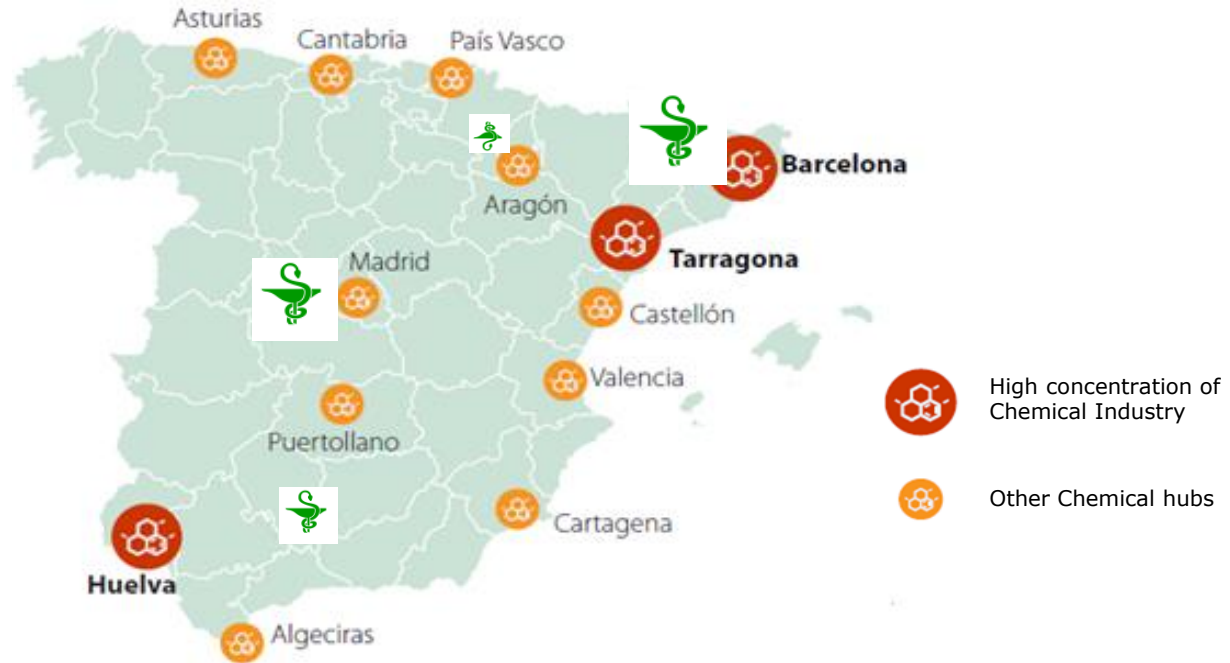 Asturias
Cantabria
País Vasco
Barcelona
Aragón
Tarragona
Madrid
Castellón
Valencia
High concentration of
Chemical Industry
Puertollano
Other Chemical hubs
Cartagena
Huelva
Algeciras